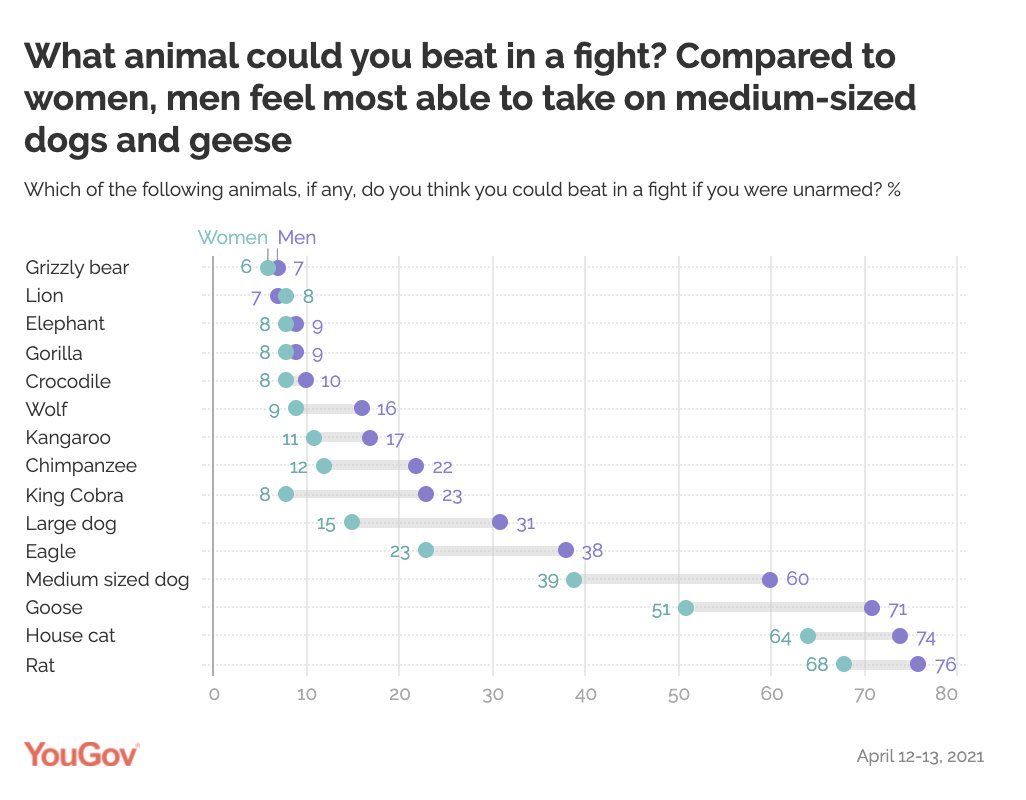 What animal could you beat in a fight? Compared to
women, men feel most able to take on medium-sized
dogs and geese
Which of the following animals, if any, do you think you could beat in a fight if you were unarmed? %
Women Men
Grizzly bear 6 7
Lion 7 8
Elephant 8 9
Gorilla 8 9
Crocodile 8 10
Wolf 9 16
Kangaroo 11 17
Chimpanzee 12 22
King Cobra 8 23
Large dog 15 31
Eagle 23 38
Medium sized dog 39 60
Goose 51 71
House cat 64 74
Rat 68 76
0 10 20 30 40 50 60 70 80
YouGov April 12-13, 2021